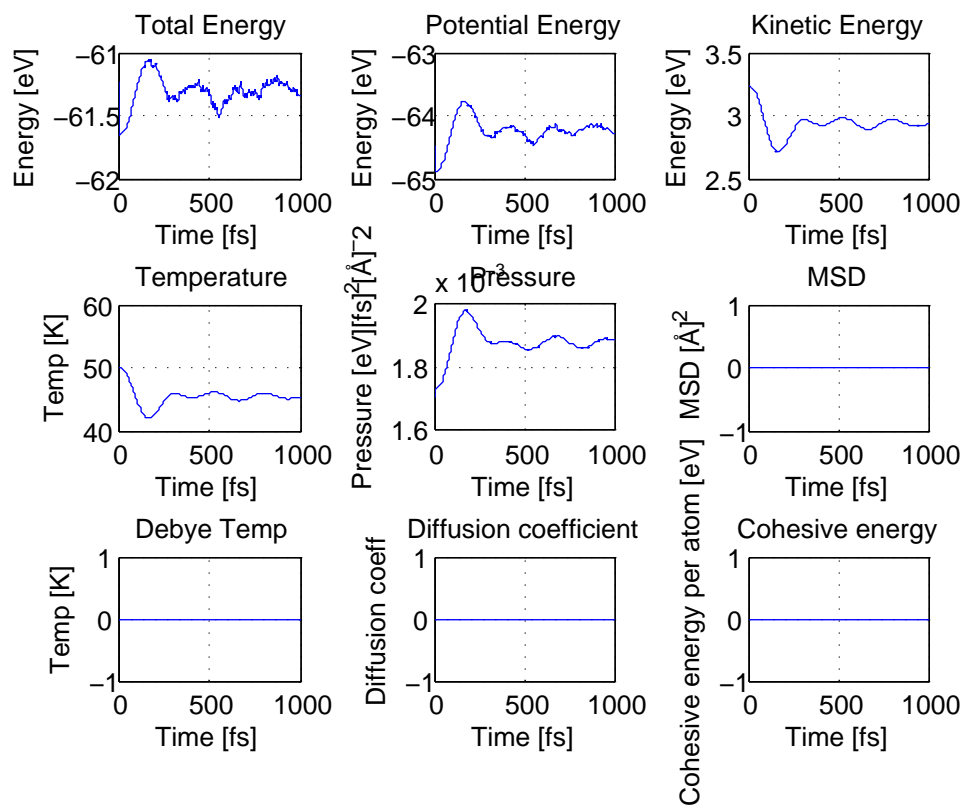 Total Energy
Energy [eV]
−61
−61.5
−62
0 500 1000
Time [fs]
Potential Energy
Energy [eV]
−63
−64
−65
0 500 1000
Time [fs]
Kinetic Energy
Energy [eV]
3.5
3
2.5
0 500 1000
Time [fs]
Temperature
Temp [K]
60
50
40
0 500 1000
Time [fs]
Pressure
x 10−3
Pressure [eV][fs]2[Å]−2
2
1.8
1.6
0 500 1000
Time [fs]
MSD
MSD [Å]2
1
0
−1
0 500 1000
Time [fs]
Debye Temp
Temp [K]
1
0
−1
0 500 1000
Time [fs]
Diffusion coefficient
Diffusion coeff
1
0
−1
0 500 1000
Time [fs]
Cohesive energy
Cohesive energy per atom [eV]
1
0
−1
0 500 1000
Time [fs]